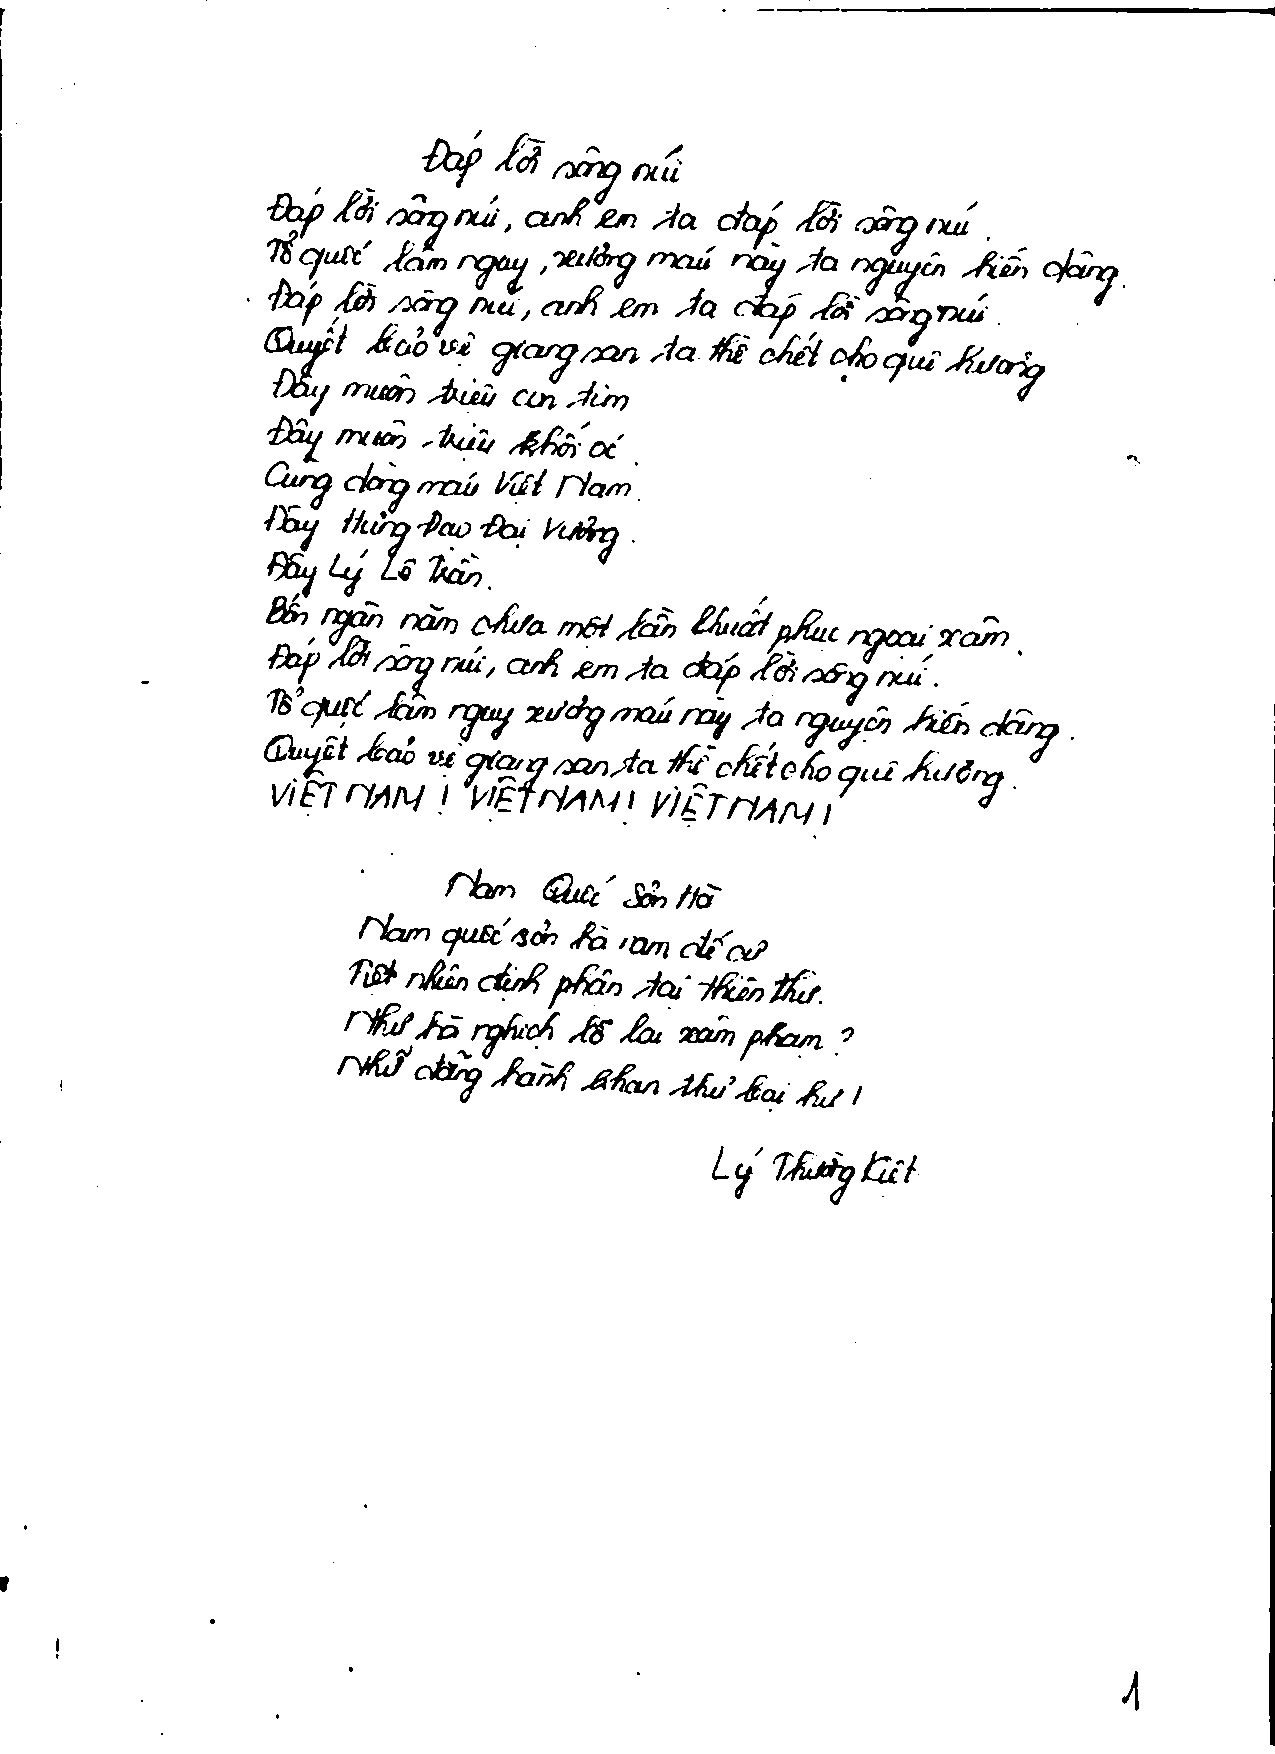 Đáp lời sông núi
Đáp lời sông núi, anh em ta đáp lời sông núi.
Tổ quốc lâm nguy, xương máu này ta nguyện hiến dâng.
Đáp lời sông núi, anh em ta đáp lời sông núi.
Quyết bảo vệ giang san ta thề chết cho quê hương
Đây muôn triệu con tim
Đây muôn triệu khối óc.
Cùng dòng máu Việt Nam.
Đây Hưng Đạo Đại Vương.
Đây Lý Lê Trần.
Bốn ngàn năm chưa một lần khuất phục ngoại xâm.
Đáp lời sông núi, anh em ta đáp lời sông núi.
Tổ quốc lâm nguy xương máu này ta nguyện hiến dâng.
Quyết bảo vệ giang san ta thề chết cho quê hương.
VIỆT NAM! VIỆT NAM! VIỆT NAM!
Nam Quốc Sơn Hà
Nam quốc sơn hà nam đế cư
Tiệt nhiên định phân tại thiên thư.
Như hà nghịch lỗ lai xâm phạm?
Nhữ đẳng hành khan thủ bại hư!
Lý Thường Kiệt
1